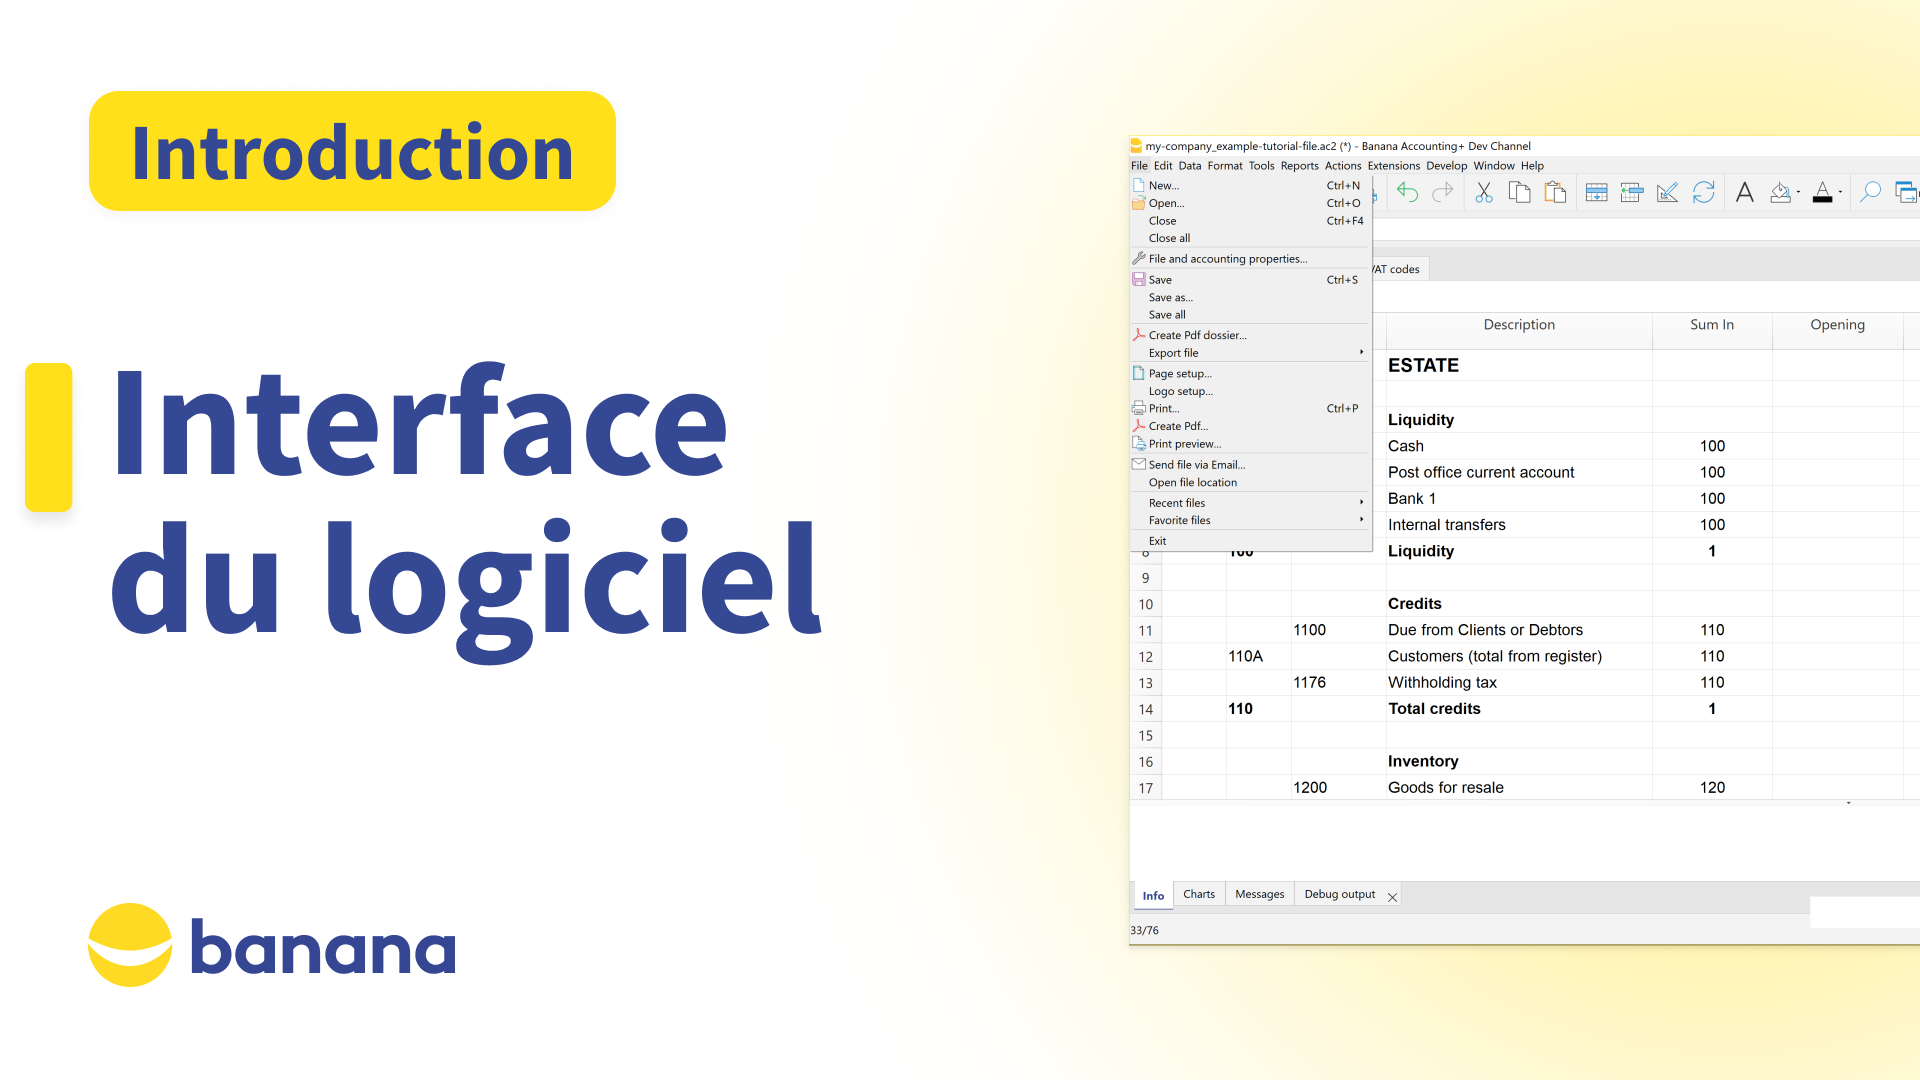 Introduction
Interface
du logiciel
banana
my-company_example-tutorial-file.ac2 (*) - Banana Accounting+ Dev Channel
File Edit Data Format Tools Reports Actions Extensions Develop Window Help
New... Ctrl+N
Open... Ctrl+O
Close Ctrl+F4
Close all
File and accounting properties...
Save Ctrl+S
Save as...
Save all
Create Pdf dossier...
Export file
Page setup...
Logo setup...
Print... Ctrl+P
Create Pdf...
Print preview...
Send file via Email...
Open file location
Recent files
Favorite files
Exit
VAT codes
Description Sum In Opening
ESTATE
Liquidity
Cash 100
Post office current account 100
Bank 1 100
Internal transfers 100
8 100 Liquidity 1
9
10 Credits
11 1100 Due from Clients or Debtors 110
12 110A Customers (total from register) 110
13 1176 Withholding tax 110
14 110 Total credits 1
15
16 Inventory
17 1200 Goods for resale 120
Info Charts Messages Debug output
33/76